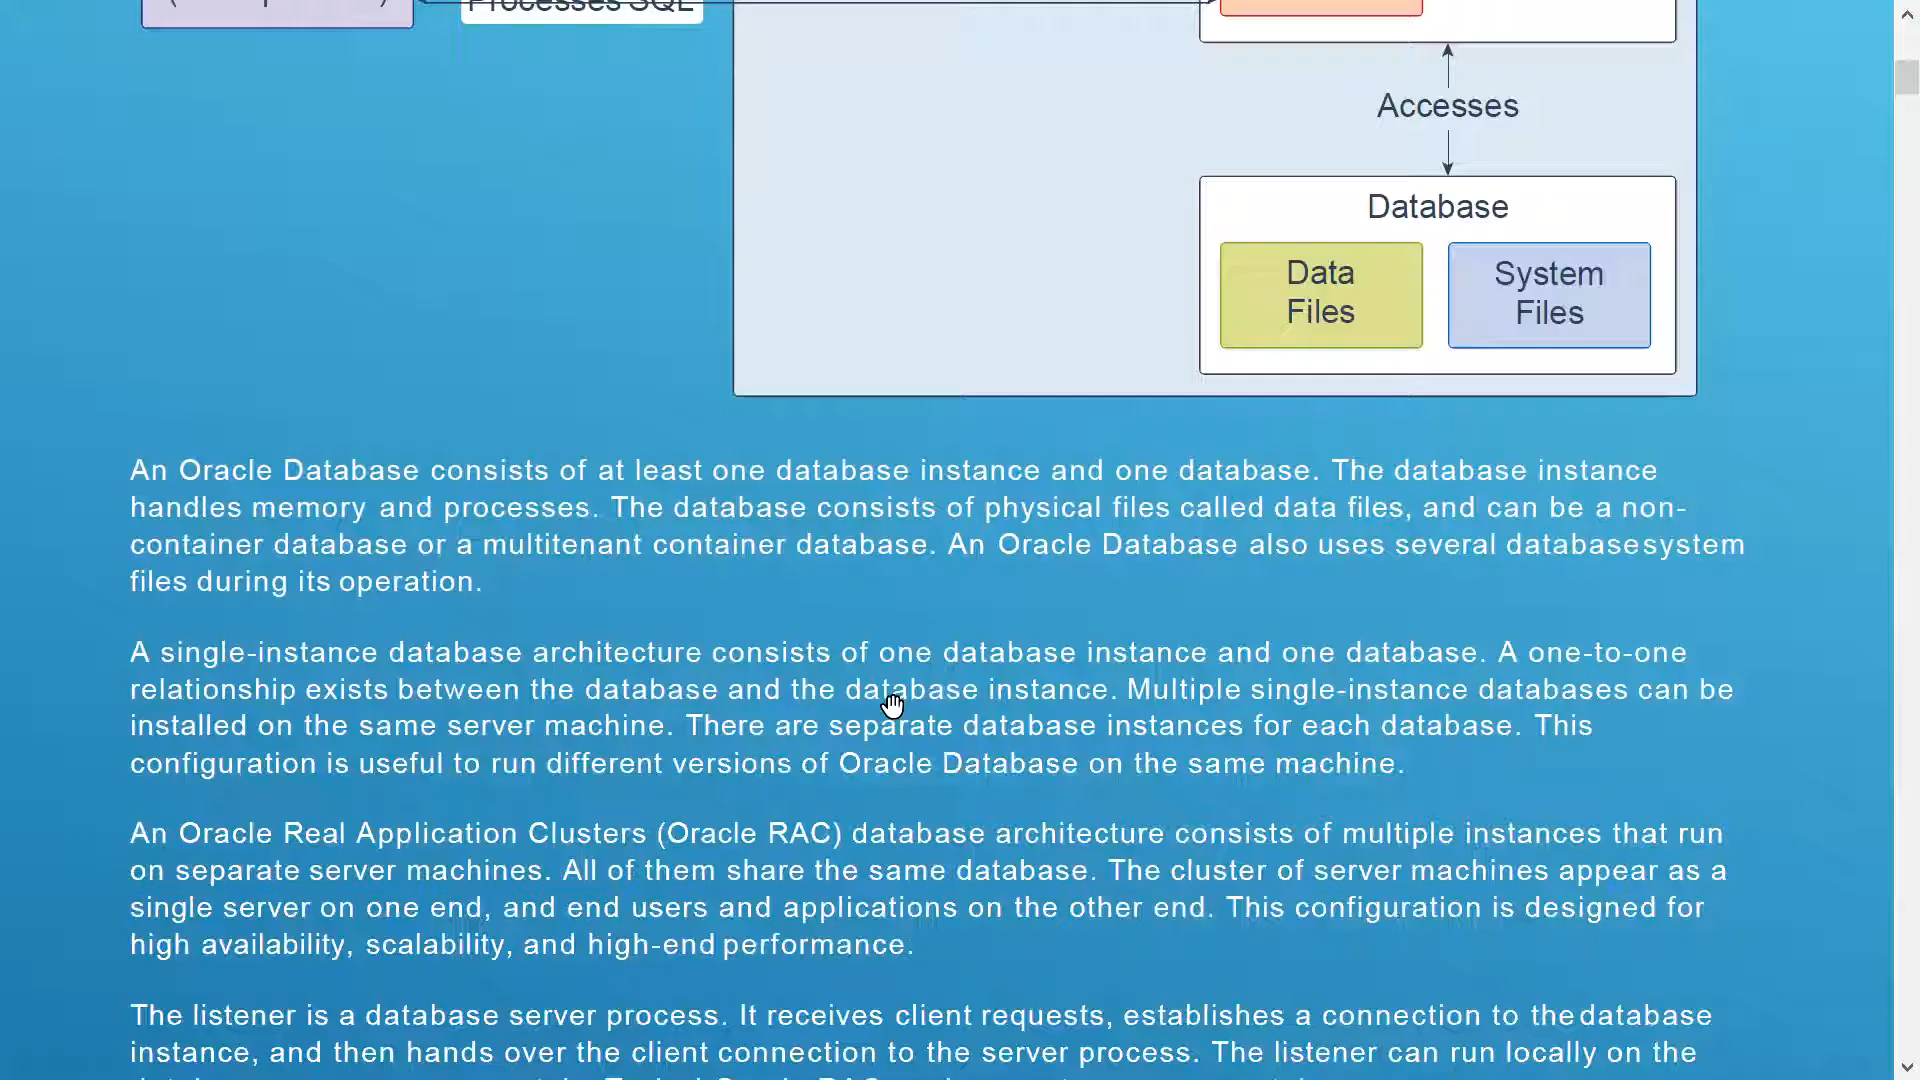 Processes SQL
Accesses
Database
Data
Files
System
Files
An Oracle Database consists of at least one database instance and one database. The database instance
handles memory and processes. The database consists of physical files called data files, and can be a non-
container database or a multitenant container database. An Oracle Database also uses several databasesystem
files during its operation.
A single-instance database architecture consists of one database instance and one database. A one-to-one
relationship exists between the database and the database instance. Multiple single-instance databases can be
installed on the same server machine. There are separate database instances for each database. This
configuration is useful to run different versions of Oracle Database on the same machine.
An Oracle Real Application Clusters (Oracle RAC) database architecture consists of multiple instances that run
on separate server machines. All of them share the same database. The cluster of server machines appear as a
single server on one end, and end users and applications on the other end. This configuration is designed for
high availability, scalability, and high-end performance.
The listener is a database server process. It receives client requests, establishes a connection to thedatabase
instance, and then hands over the client connection to the server process. The listener can run locally on the